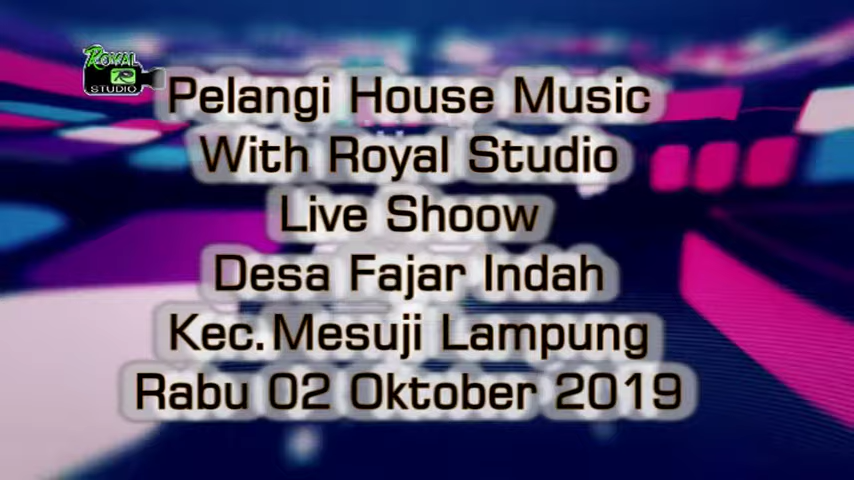 ROYAL
R
STUDIO
Pelangi House Music
With Royal Studio
Live Shoow
Desa Fajar Indah
Kec.Mesuji Lampung
Rabu 02 Oktober 2019